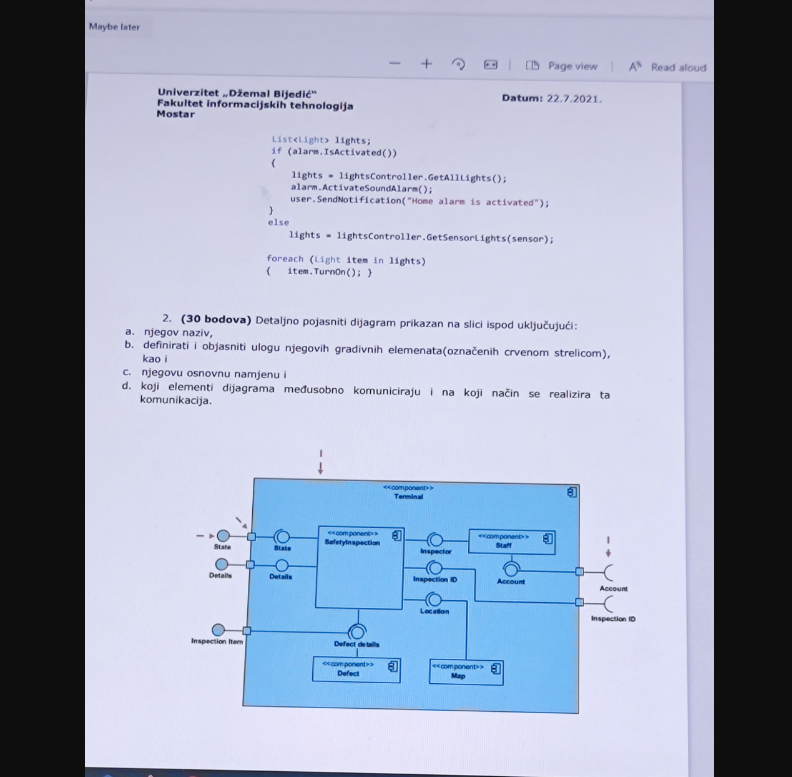 Maybe later
Page view
A Read aloud
Univerzitet „Džemal Bijedić“
Fakultet informacijskih tehnologija
Mostar
Datum: 22.7.2021.
List<Light> lights;
if (alarm.IsActivated())
{
lights = lightsController.GetAllLights();
alarm.ActivateSoundAlarm();
user.SendNotification("Home alarm is activated");
}
else
lights = lightsController.GetSensorLights(sensor);
foreach (Light item in lights)
{ item.TurnOn(); }
2. (30 bodova) Detaljno pojasniti dijagram prikazan na slici ispod uključujući:
a. njegov naziv,
b. definirati i objasniti ulogu njegovih gradivnih elemenata(označenih crvenom strelicom),
kao i
c. njegovu osnovnu namjenu i
d. koji elementi dijagrama međusobno komuniciraju i na koji način se realizira ta
komunikacija.
<<component>>
Terminal
<<component>>
SafetyInspection
<<component>>
Staff
State
State
Inspector
Details
Details
Inspection ID
Account
Account
Location
Inspection ID
Inspection Item
Defect details
<<component>>
Defect
<<component>>
Map